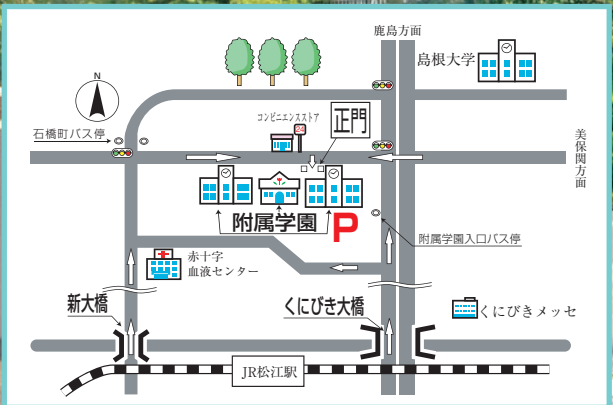 鹿島方面
島根大学
N
コンビニエンスストア
24
正門
石橋町バス停
美保関方面
附属学園
P
附属学園入口バス停
赤十字
血液センター
新大橋
くにびき大橋
くにびきメッセ
JR松江駅